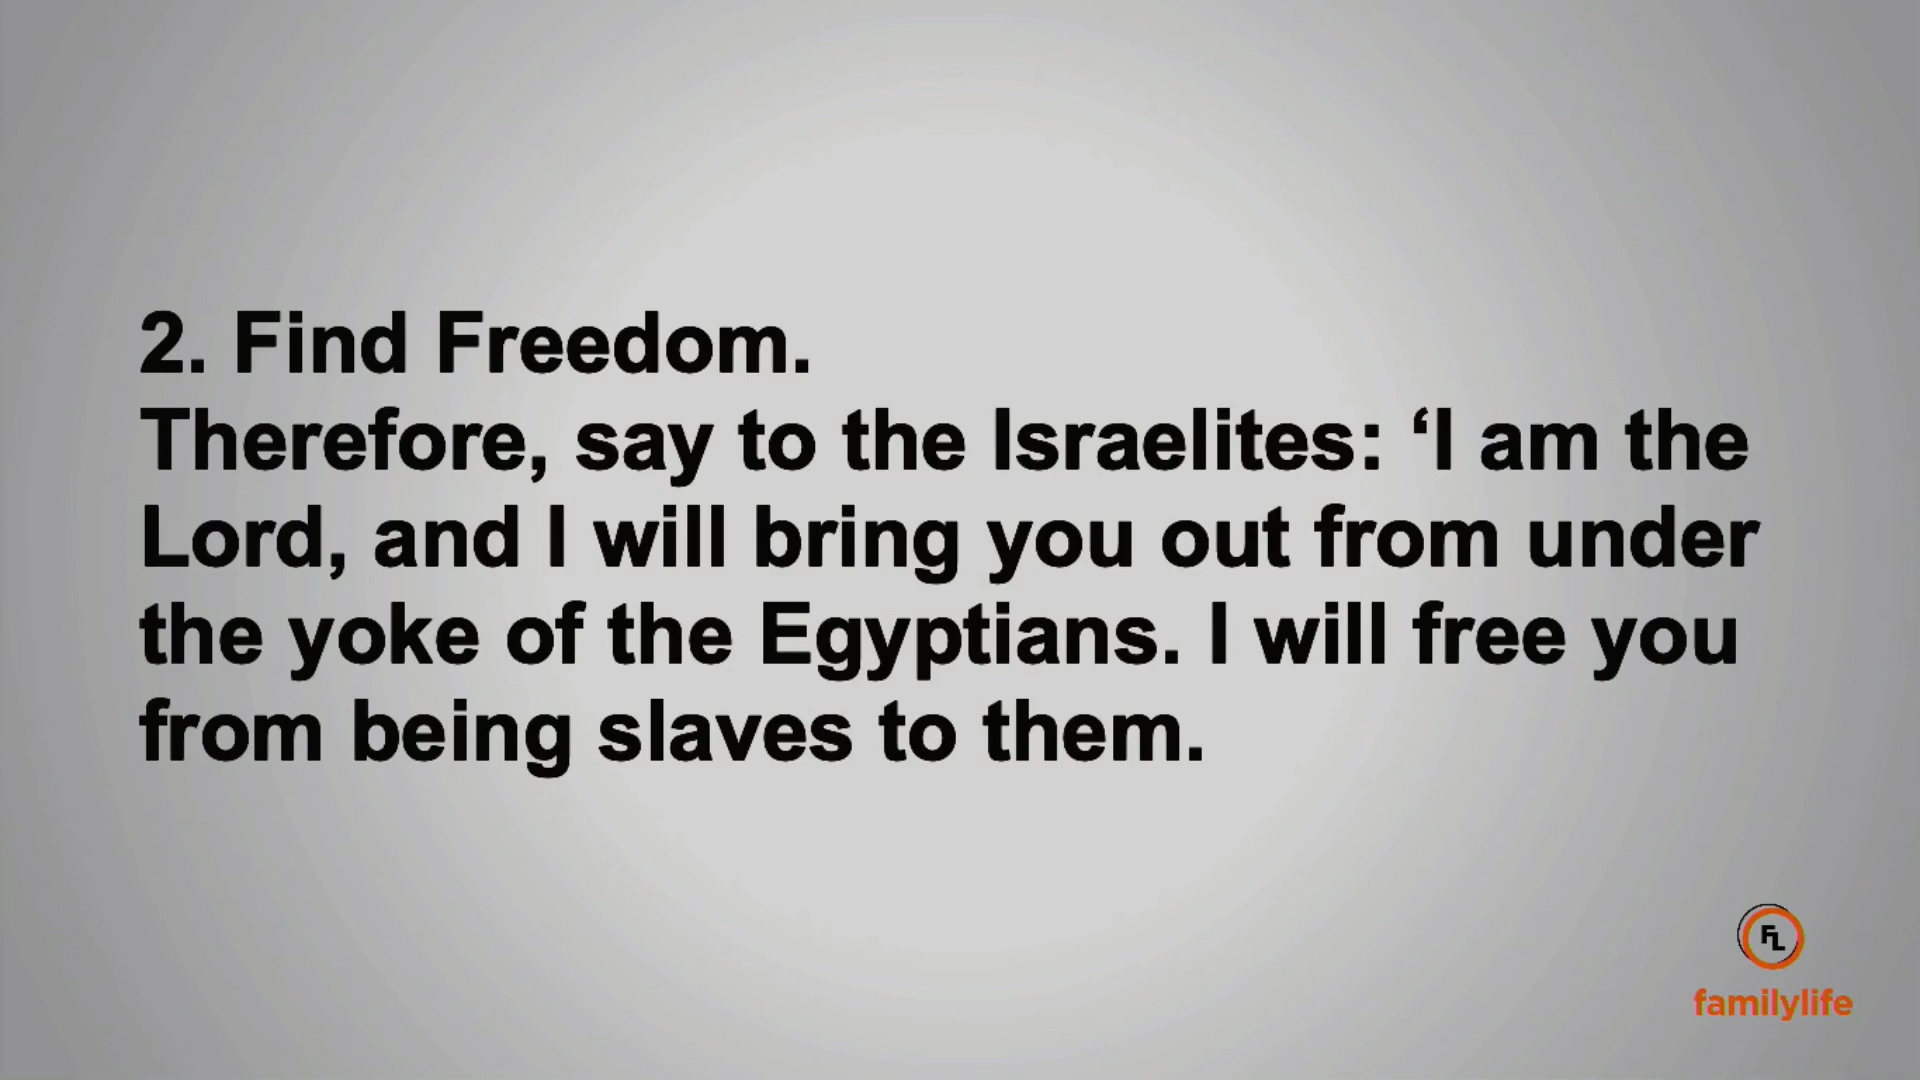 2. Find Freedom.
Therefore, say to the Israelites: ‘I am the
Lord, and I will bring you out from under
the yoke of the Egyptians. I will free you
from being slaves to them.
FL
familylife